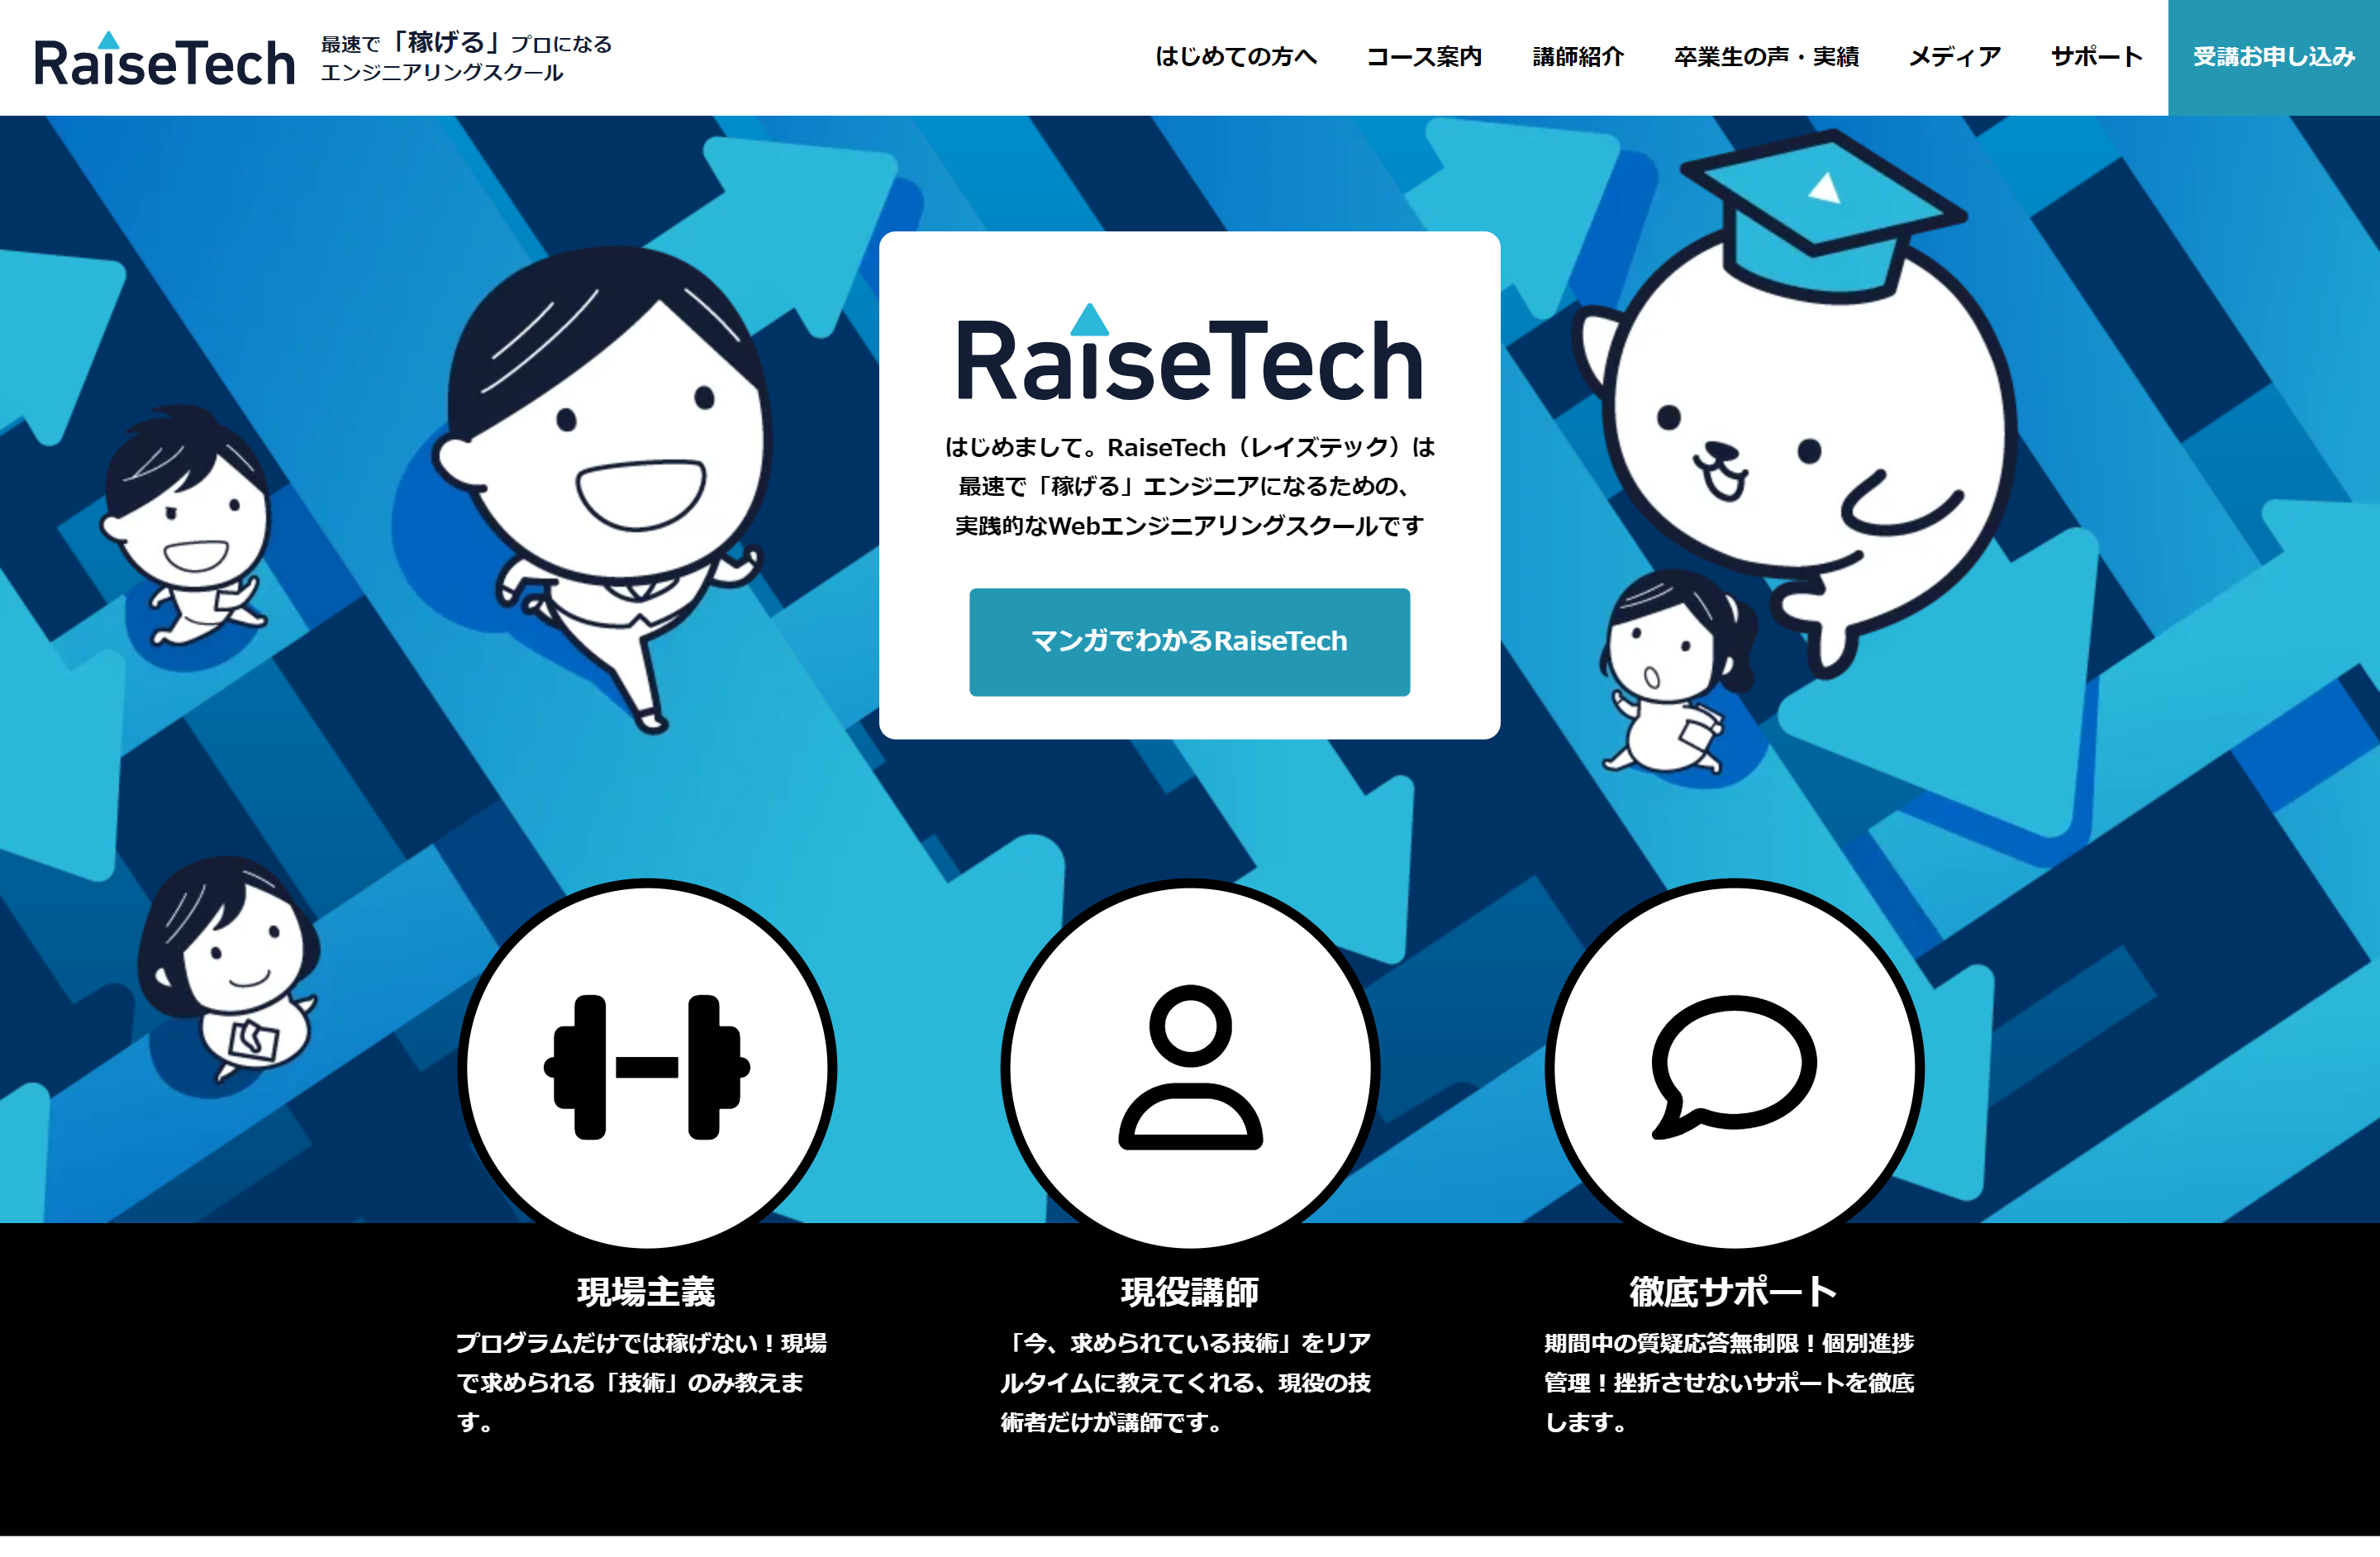 RaiseTech
最速で「稼げる」プロになる
エンジニアリングスクール
はじめての方へ
コース案内
講師紹介
卒業生の声・実績
メディア
サポート
受講お申し込み
RaiseTech
はじめまして。RaiseTech（レイズテック）は
最速で「稼げる」エンジニアになるための、
実践的なWebエンジニアリングスクールです
マンガでわかるRaiseTech
現場主義
プログラムだけでは稼げない！現場
で求められる「技術」のみ教えま
す。
現役講師
「今、求められている技術」をリア
ルタイムに教えてくれる、現役の技
術者だけが講師です。
徹底サポート
期間中の質疑応答無制限！個別進捗
管理！挫折させないサポートを徹底
します。